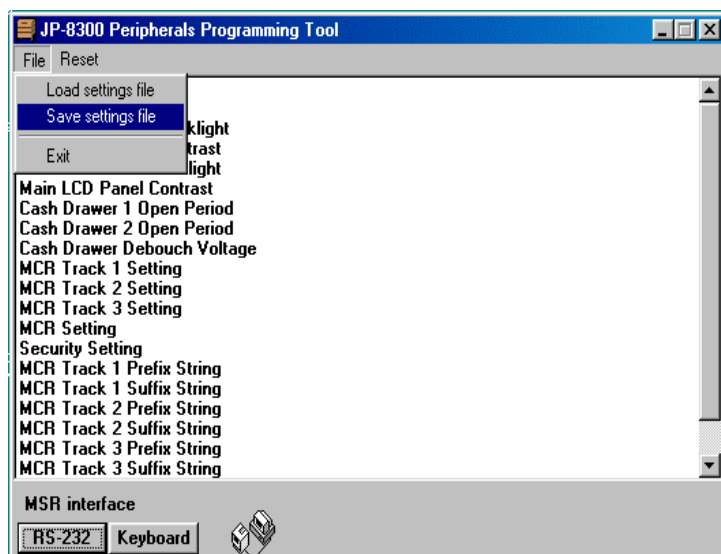 JP-8300 Peripherals Programming Tool
File Reset
Load settings file
Save settings file
Exit
klight
trast
light
Main LCD Panel Contrast
Cash Drawer 1 Open Period
Cash Drawer 2 Open Period
Cash Drawer Debouch Voltage
MCR Track 1 Setting
MCR Track 2 Setting
MCR Track 3 Setting
MCR Setting
Security Setting
MCR Track 1 Prefix String
MCR Track 1 Suffix String
MCR Track 2 Prefix String
MCR Track 2 Suffix String
MCR Track 3 Prefix String
MCR Track 3 Suffix String
MSR interface
RS-232 Keyboard